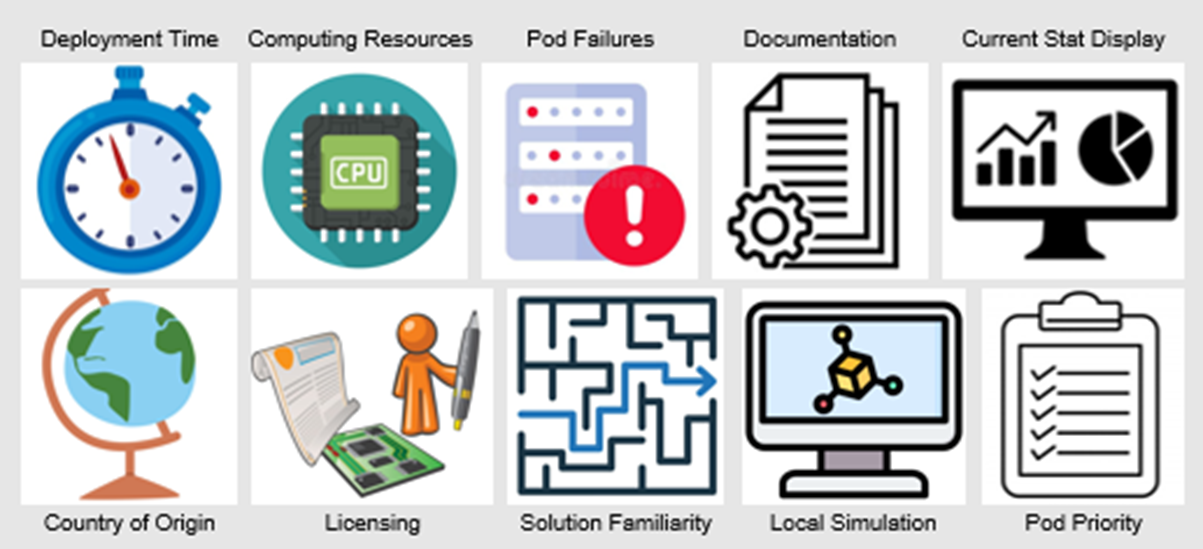 Deployment Time
Computing Resources
Pod Failures
Documentation
Current Stat Display
CPU
Country of Origin
Licensing
Solution Familiarity
Local Simulation
Pod Priority